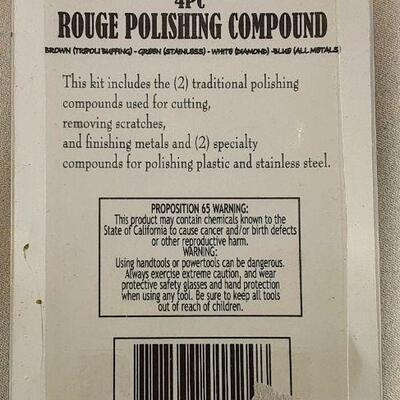 4PC
ROUGE POLISHING COMPOUND
BROWN (TRIPOLI BUFFING) - GREEN (STAINLESS) - WHITE (DIAMOND) -BLUE (ALL METALS)
This kit includes the (2) traditional polishing
compounds used for cutting,
removing scratches,
and finishing metals and (2) specialty
compounds for polishing plastic and stainless steel.
PROPOSITION 65 WARNING:
This product may contain chemicals known to the
State of California to cause cancer and/or birth defects
or other reproductive harm.
WARNING:
Using handtools or powertools can be dangerous.
Always exercise extreme caution, and wear
protective safety glasses and hand protection
when using any tool. Be sure to keep all tools
out of reach of children.